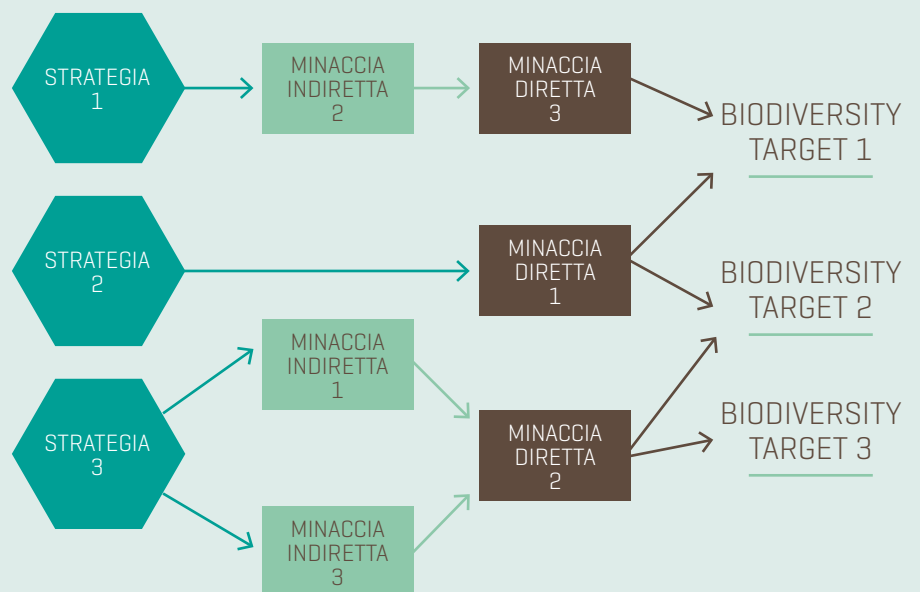 STRATEGIA
1
MINACCIA
INDIRETTA
2
MINACCIA
DIRETTA
3
BIODIVERSITY
TARGET 1
STRATEGIA
2
MINACCIA
DIRETTA
1
BIODIVERSITY
TARGET 2
MINACCIA
INDIRETTA
1
STRATEGIA
3
MINACCIA
DIRETTA
2
BIODIVERSITY
TARGET 3
MINACCIA
INDIRETTA
3